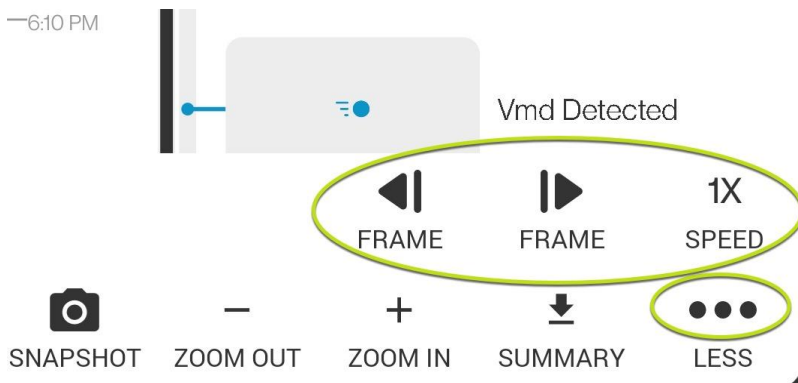 6:10 PM
Vmd Detected
1X
FRAME FRAME SPEED
SNAPSHOT ZOOM OUT ZOOM IN SUMMARY LESS